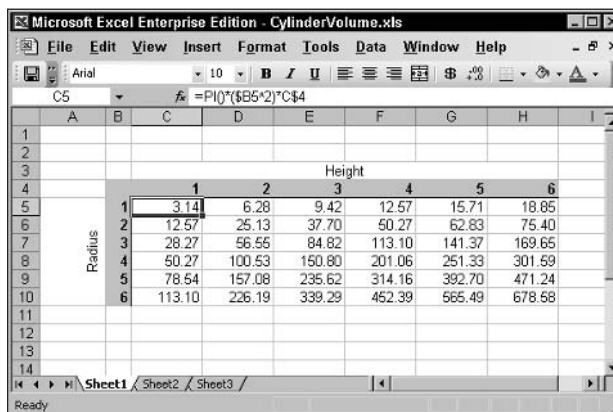 Microsoft Excel Enterprise Edition - CylinderVolume.xls
File Edit View Insert Format Tools Data Window Help
Arial 10 B I U $
C5 fx =PI()*($B5^2)*C$4
A B C D E F G H I
1
2
3 Height
4 1 2 3 4 5 6
5 1 3.14 6.28 9.42 12.57 15.71 18.85
6 2 12.57 25.13 37.70 50.27 62.83 75.40
7 3 28.27 56.55 84.82 113.10 141.37 169.65
8 4 50.27 100.53 150.80 201.06 251.33 301.59
9 5 78.54 157.08 235.62 314.16 392.70 471.24
10 6 113.10 226.19 339.29 452.39 565.49 678.58
Radius
11
12
13
14
Sheet1 Sheet2 Sheet3
Ready